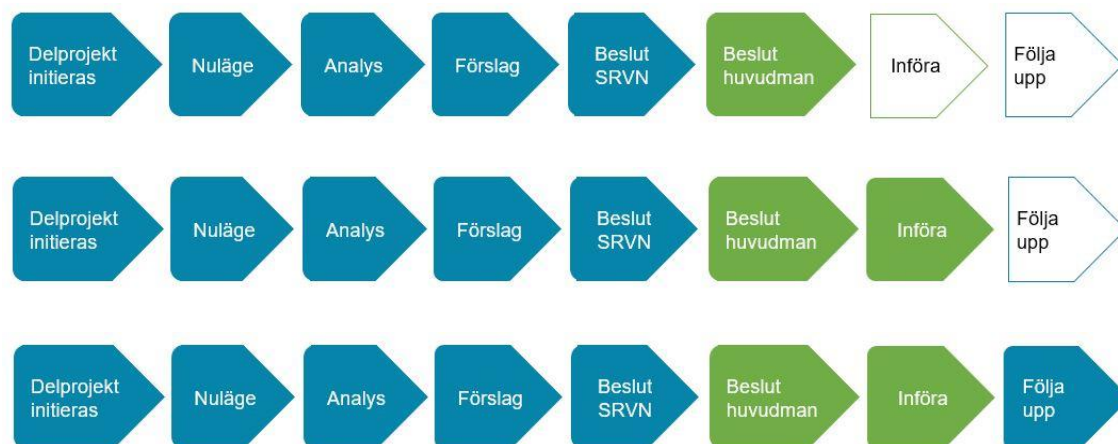 Delprojekt
initieras
Nuläge
Analys
Förslag
Beslut
SRVN
Beslut
huvudman
Införa
Följa
upp
Delprojekt
initieras
Nuläge
Analys
Förslag
Beslut
SRVN
Beslut
huvudman
Införa
Följa
upp
Delprojekt
initieras
Nuläge
Analys
Förslag
Beslut
SRVN
Beslut
huvudman
Införa
Följa
upp